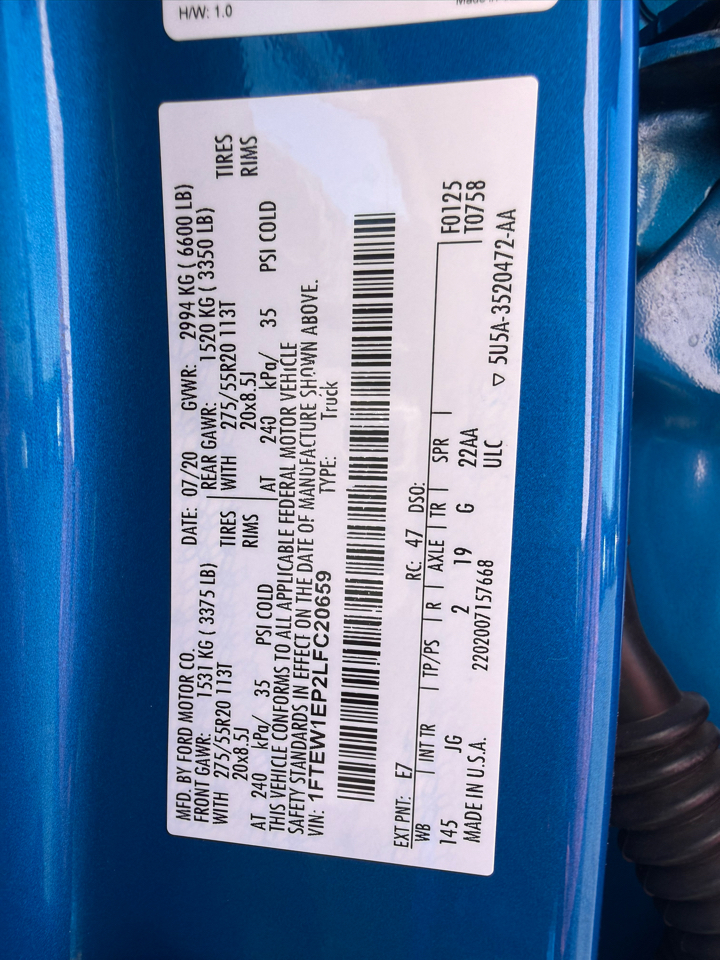 H/W: 1.0
MFD. BY FORD MOTOR CO. DATE: 07/20 GVWR: 2994 KG ( 6600 LB)
FRONT GAWR: 1531 KG ( 3375 LB) REAR GAWR: 1520 KG ( 3350 LB)
WITH 275/55R20 113T TIRES WITH 275/55R20 113T TIRES
20x8.5J RIMS 20x8.5J RIMS
AT 240 kPa/ 35 PSI COLD AT 240 kPa/ 35 PSI COLD
THIS VEHICLE CONFORMS TO ALL APPLICABLE FEDERAL MOTOR VEHICLE
SAFETY STANDARDS IN EFFECT ON THE DATE OF MANUFACTURE SHOWN ABOVE.
VIN: 1FTEW1EP2LFC20659 TYPE: Truck
EXT PNT: E7 RC: 47 DSO: F0125
WB INT TR TP/PS R AXLE TR SPR T0758
145 JG 2 19 G 22AA
MADE IN U.S.A. 2202007157668 ULC
▽ 5U5A-3520472-AA